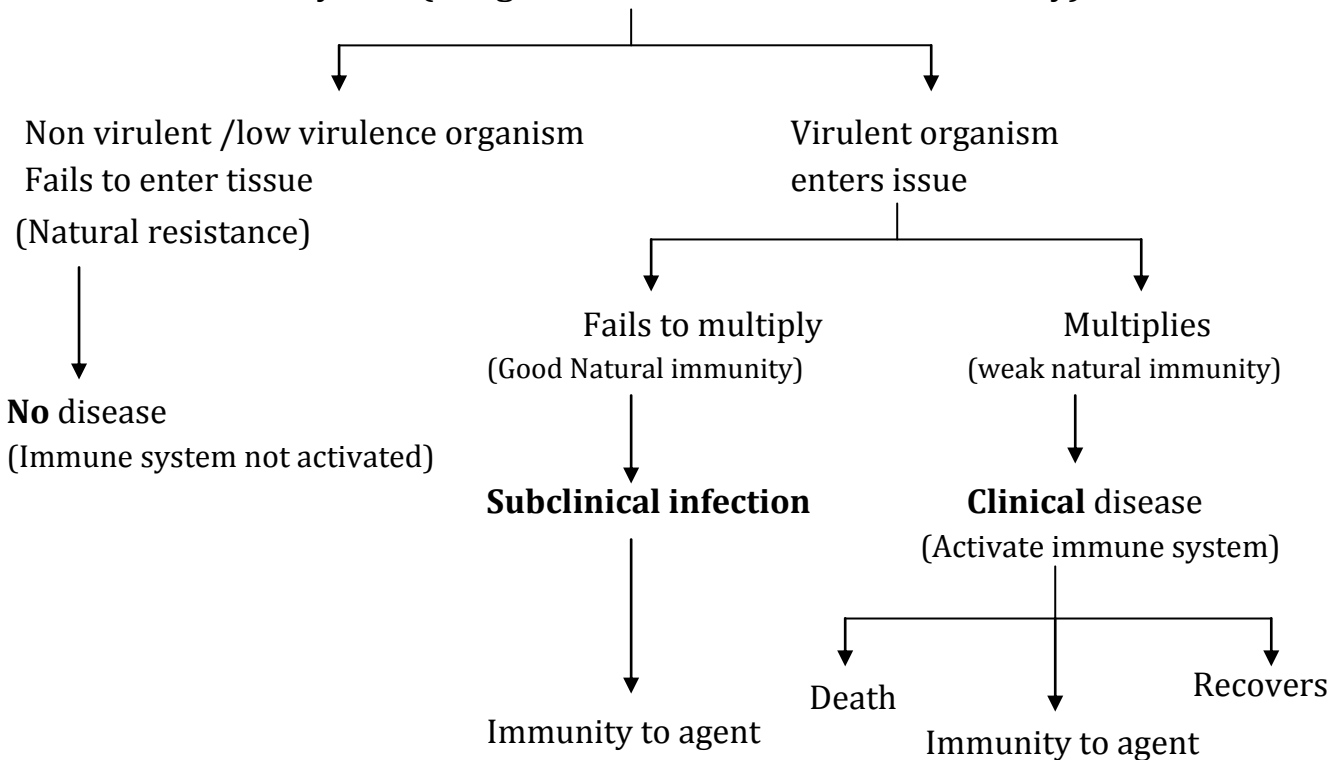 Non virulent /low virulence organism
Fails to enter tissue
(Natural resistance)
Virulent organism
enters issue
Fails to multiply
(Good Natural immunity)
Multiplies
(weak natural immunity)
No disease
(Immune system not activated)
Subclinical infection
Clinical disease
(Activate immune system)
Death
Recovers
Immunity to agent
Immunity to agent